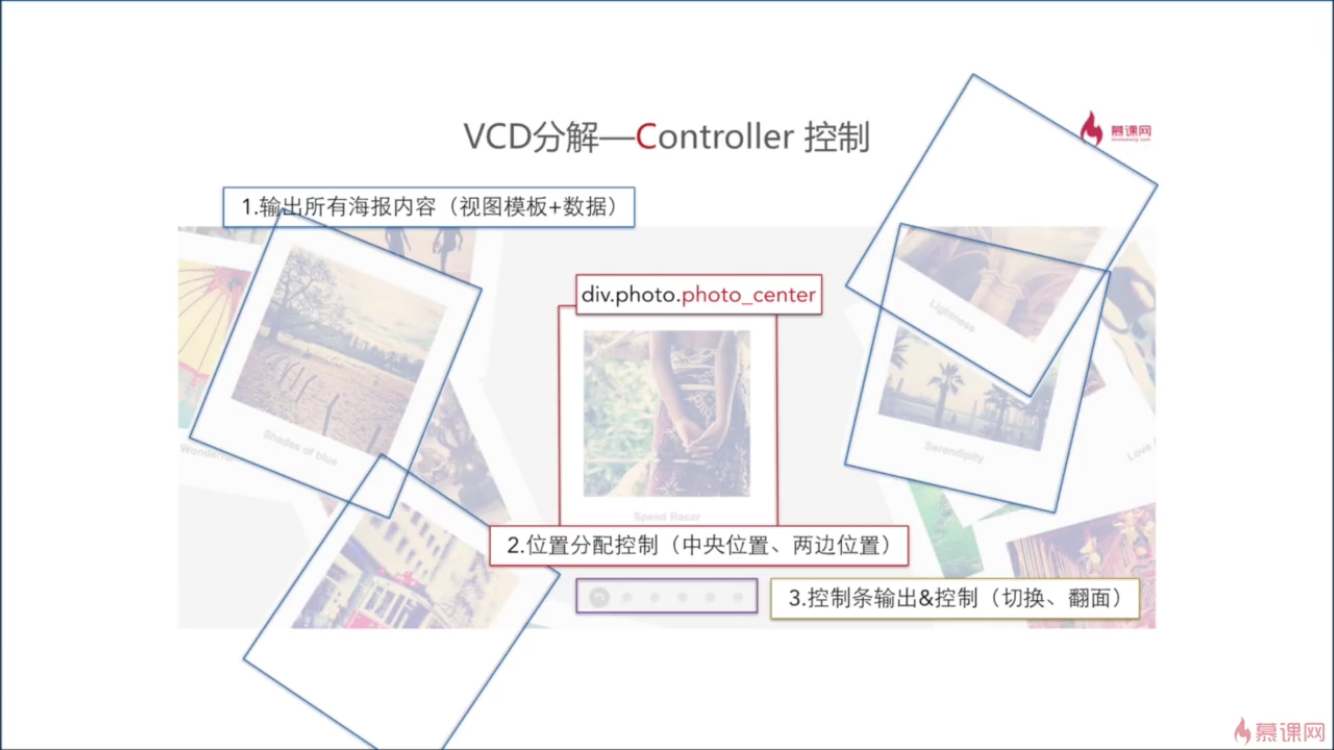 VCD分解—Controller 控制
慕课网
1.输出所有海报内容（视图模板+数据）
div.photo.photo_center
Lightness
Shades of blue
Serendipity
Love
Speed Racer
2.位置分配控制（中央位置、两边位置）
3.控制条输出&控制（切换、翻面）
慕课网